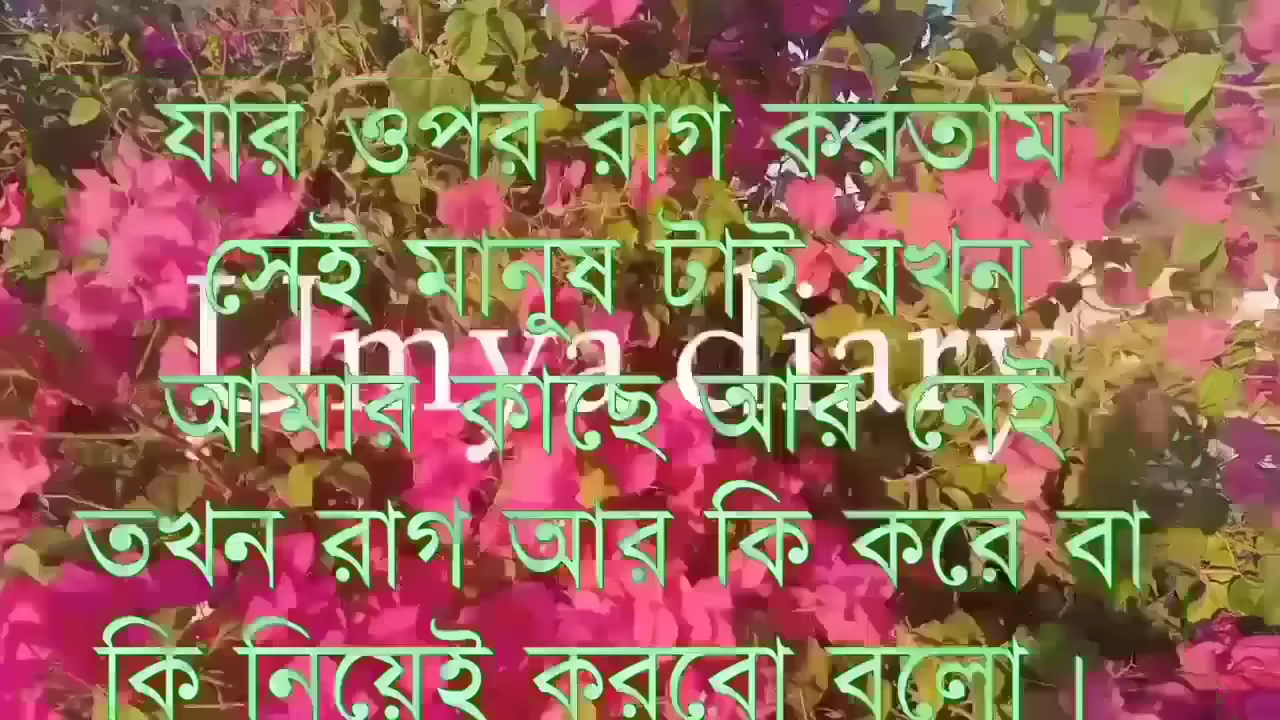 যার ওপর রাগ করতাম
সেই মানুষ টাই যখন
Umya diary
আমার কাছে আর নেই
তখন রাগ আর কি করে বা
কি নিয়েই করবো বলো ।